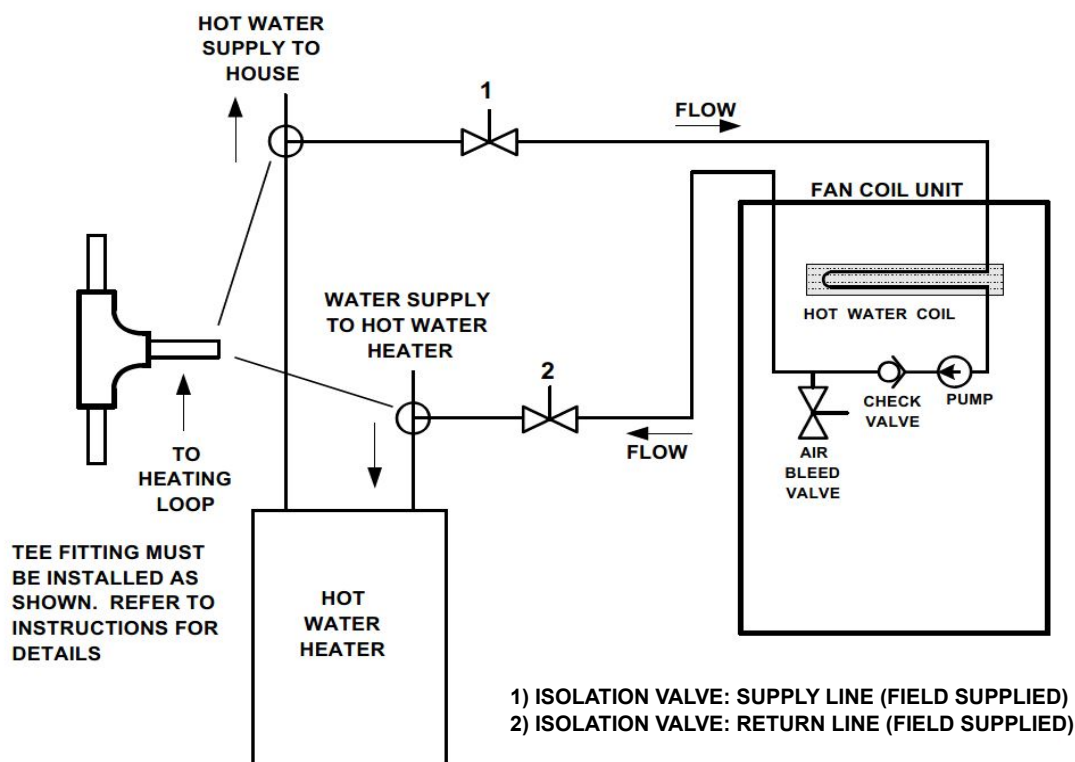 HOT WATER
SUPPLY TO
HOUSE
1
FLOW
FAN COIL UNIT
HOT WATER COIL
WATER SUPPLY
TO HOT WATER
HEATER
2
FLOW
CHECK
VALVE
PUMP
AIR
BLEED
VALVE
TO
HEATING
LOOP
TEE FITTING MUST
BE INSTALLED AS
SHOWN. REFER TO
INSTRUCTIONS FOR
DETAILS
HOT
WATER
HEATER
1) ISOLATION VALVE: SUPPLY LINE (FIELD SUPPLIED)
2) ISOLATION VALVE: RETURN LINE (FIELD SUPPLIED)